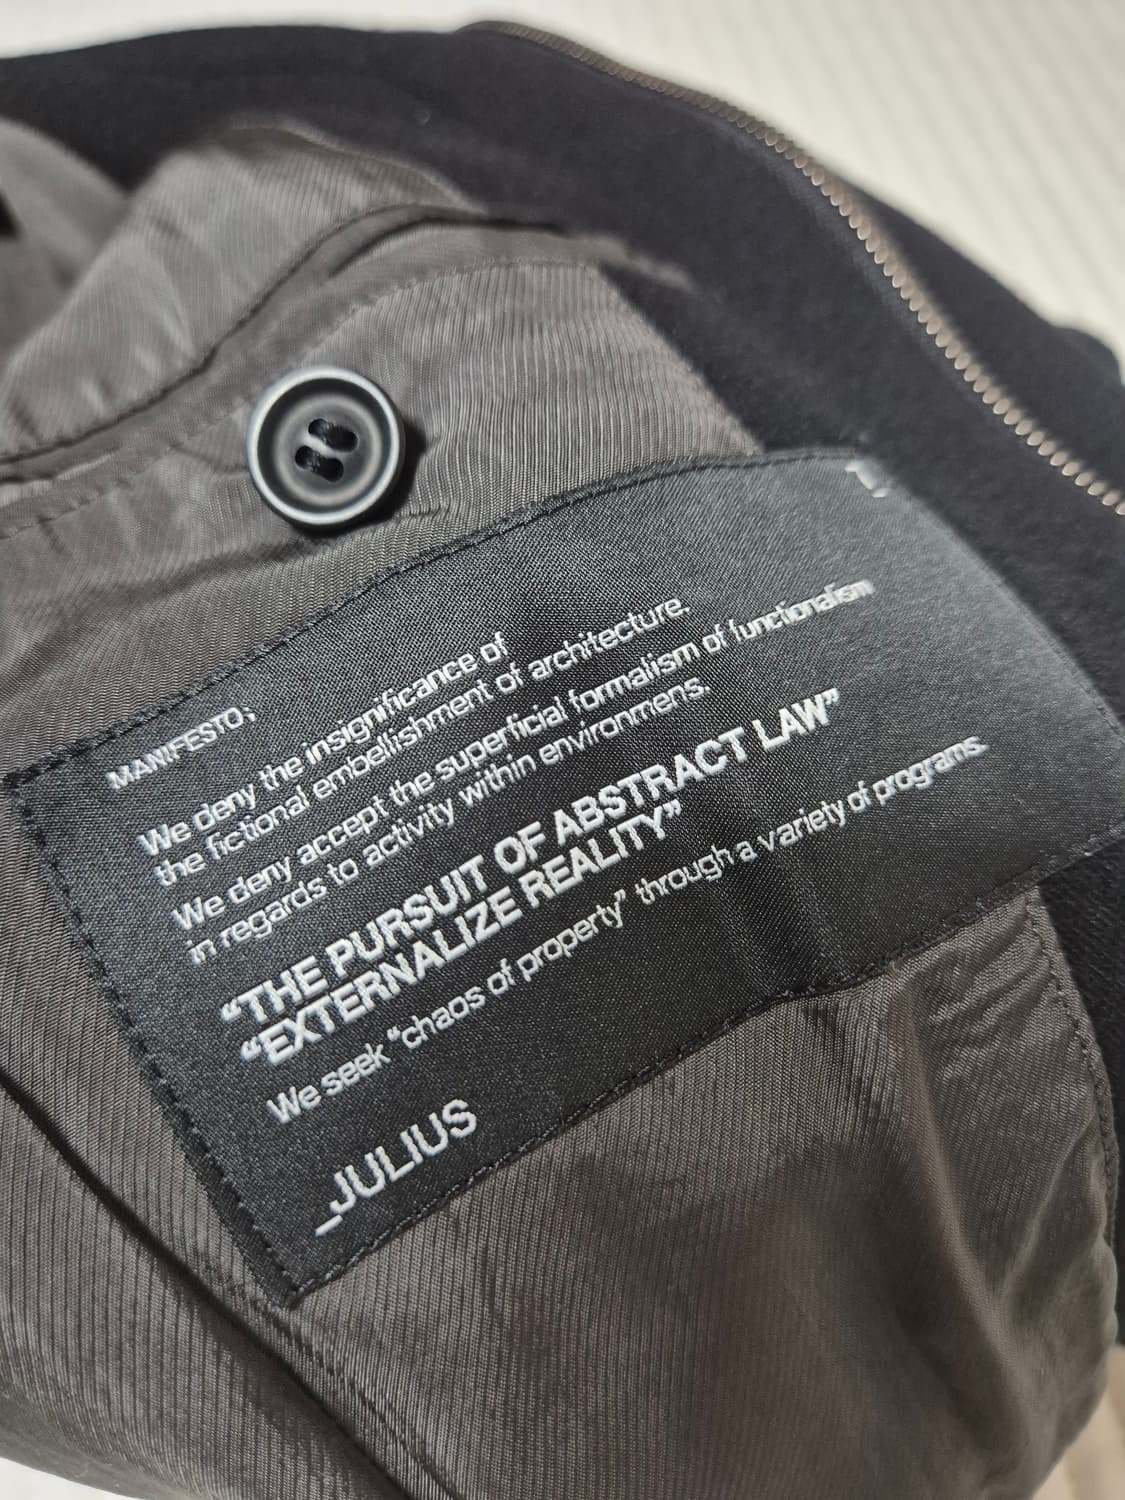 MANIFESTO;
We deny the insignificance of
the fictional embellishment of architecture.
We deny accept the superficial formalism of functionalism
in regards to activity within environmens.
“THE PURSUIT OF ABSTRACT LAW”
“EXTERNALIZE REALITY”
We seek “chaos of property” through a variety of programs.
_JULIUS